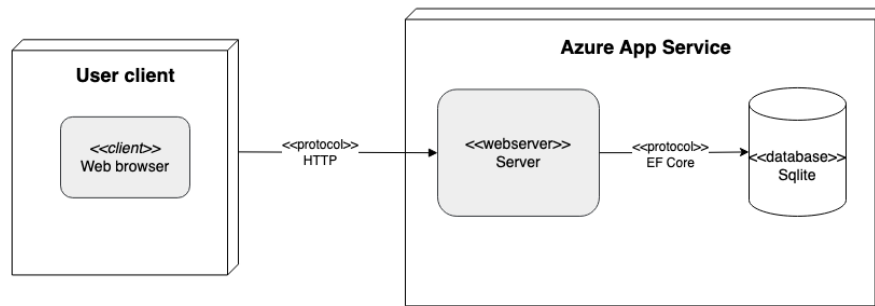 User client
<<client>>
Web browser
<<protocol>>
HTTP
Azure App Service
<<webserver>>
Server
<<protocol>>
EF Core
<<database>>
Sqlite